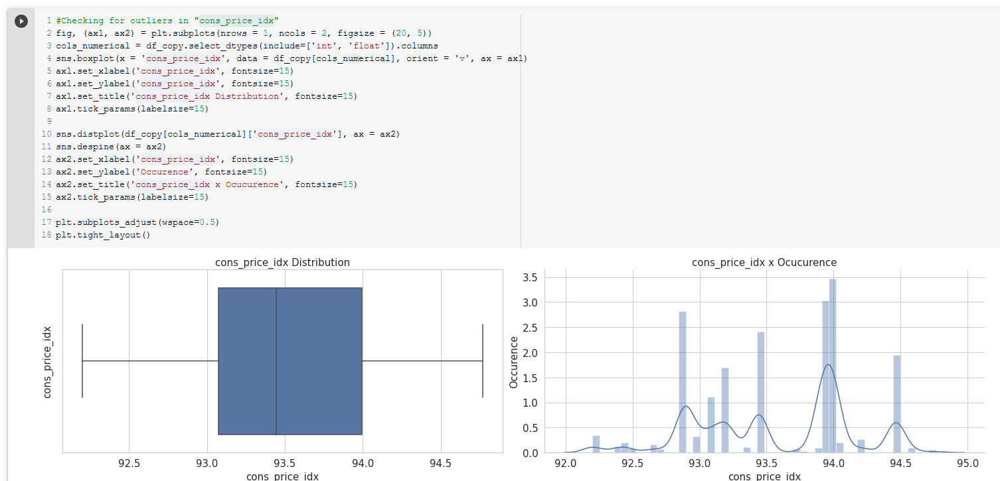 1 #Checking for outliers in "cons_price_idx"
2 fig, (ax1, ax2) = plt.subplots(nrows = 1, ncols = 2, figsize = (20, 5))
3 cols_numerical = df_copy.select_dtypes(include=['int', 'float']).columns
4 sns.boxplot(x = 'cons_price_idx', data = df_copy[cols_numerical], orient = 'v', ax = ax1)
5 ax1.set_xlabel('cons_price_idx', fontsize=15)
6 ax1.set_ylabel('cons_price_idx', fontsize=15)
7 ax1.set_title('cons_price_idx Distribution', fontsize=15)
8 ax1.tick_params(labelsize=15)
9
10 sns.distplot(df_copy[cols_numerical]['cons_price_idx'], ax = ax2)
11 sns.despine(ax = ax2)
12 ax2.set_xlabel('cons_price_idx', fontsize=15)
13 ax2.set_ylabel('Occurence', fontsize=15)
14 ax2.set_title('cons_price_idx x Ocucurence', fontsize=15)
15 ax2.tick_params(labelsize=15)
16
17 plt.subplots_adjust(wspace=0.5)
18 plt.tight_layout()
cons_price_idx Distribution
cons_price_idx
92.5 93.0 93.5 94.0 94.5
cons_price_idx
cons_price_idx x Ocucurence
Occurence
3.5
3.0
2.5
2.0
1.5
1.0
0.5
0.0
92.0 92.5 93.0 93.5 94.0 94.5 95.0
cons_price_idx